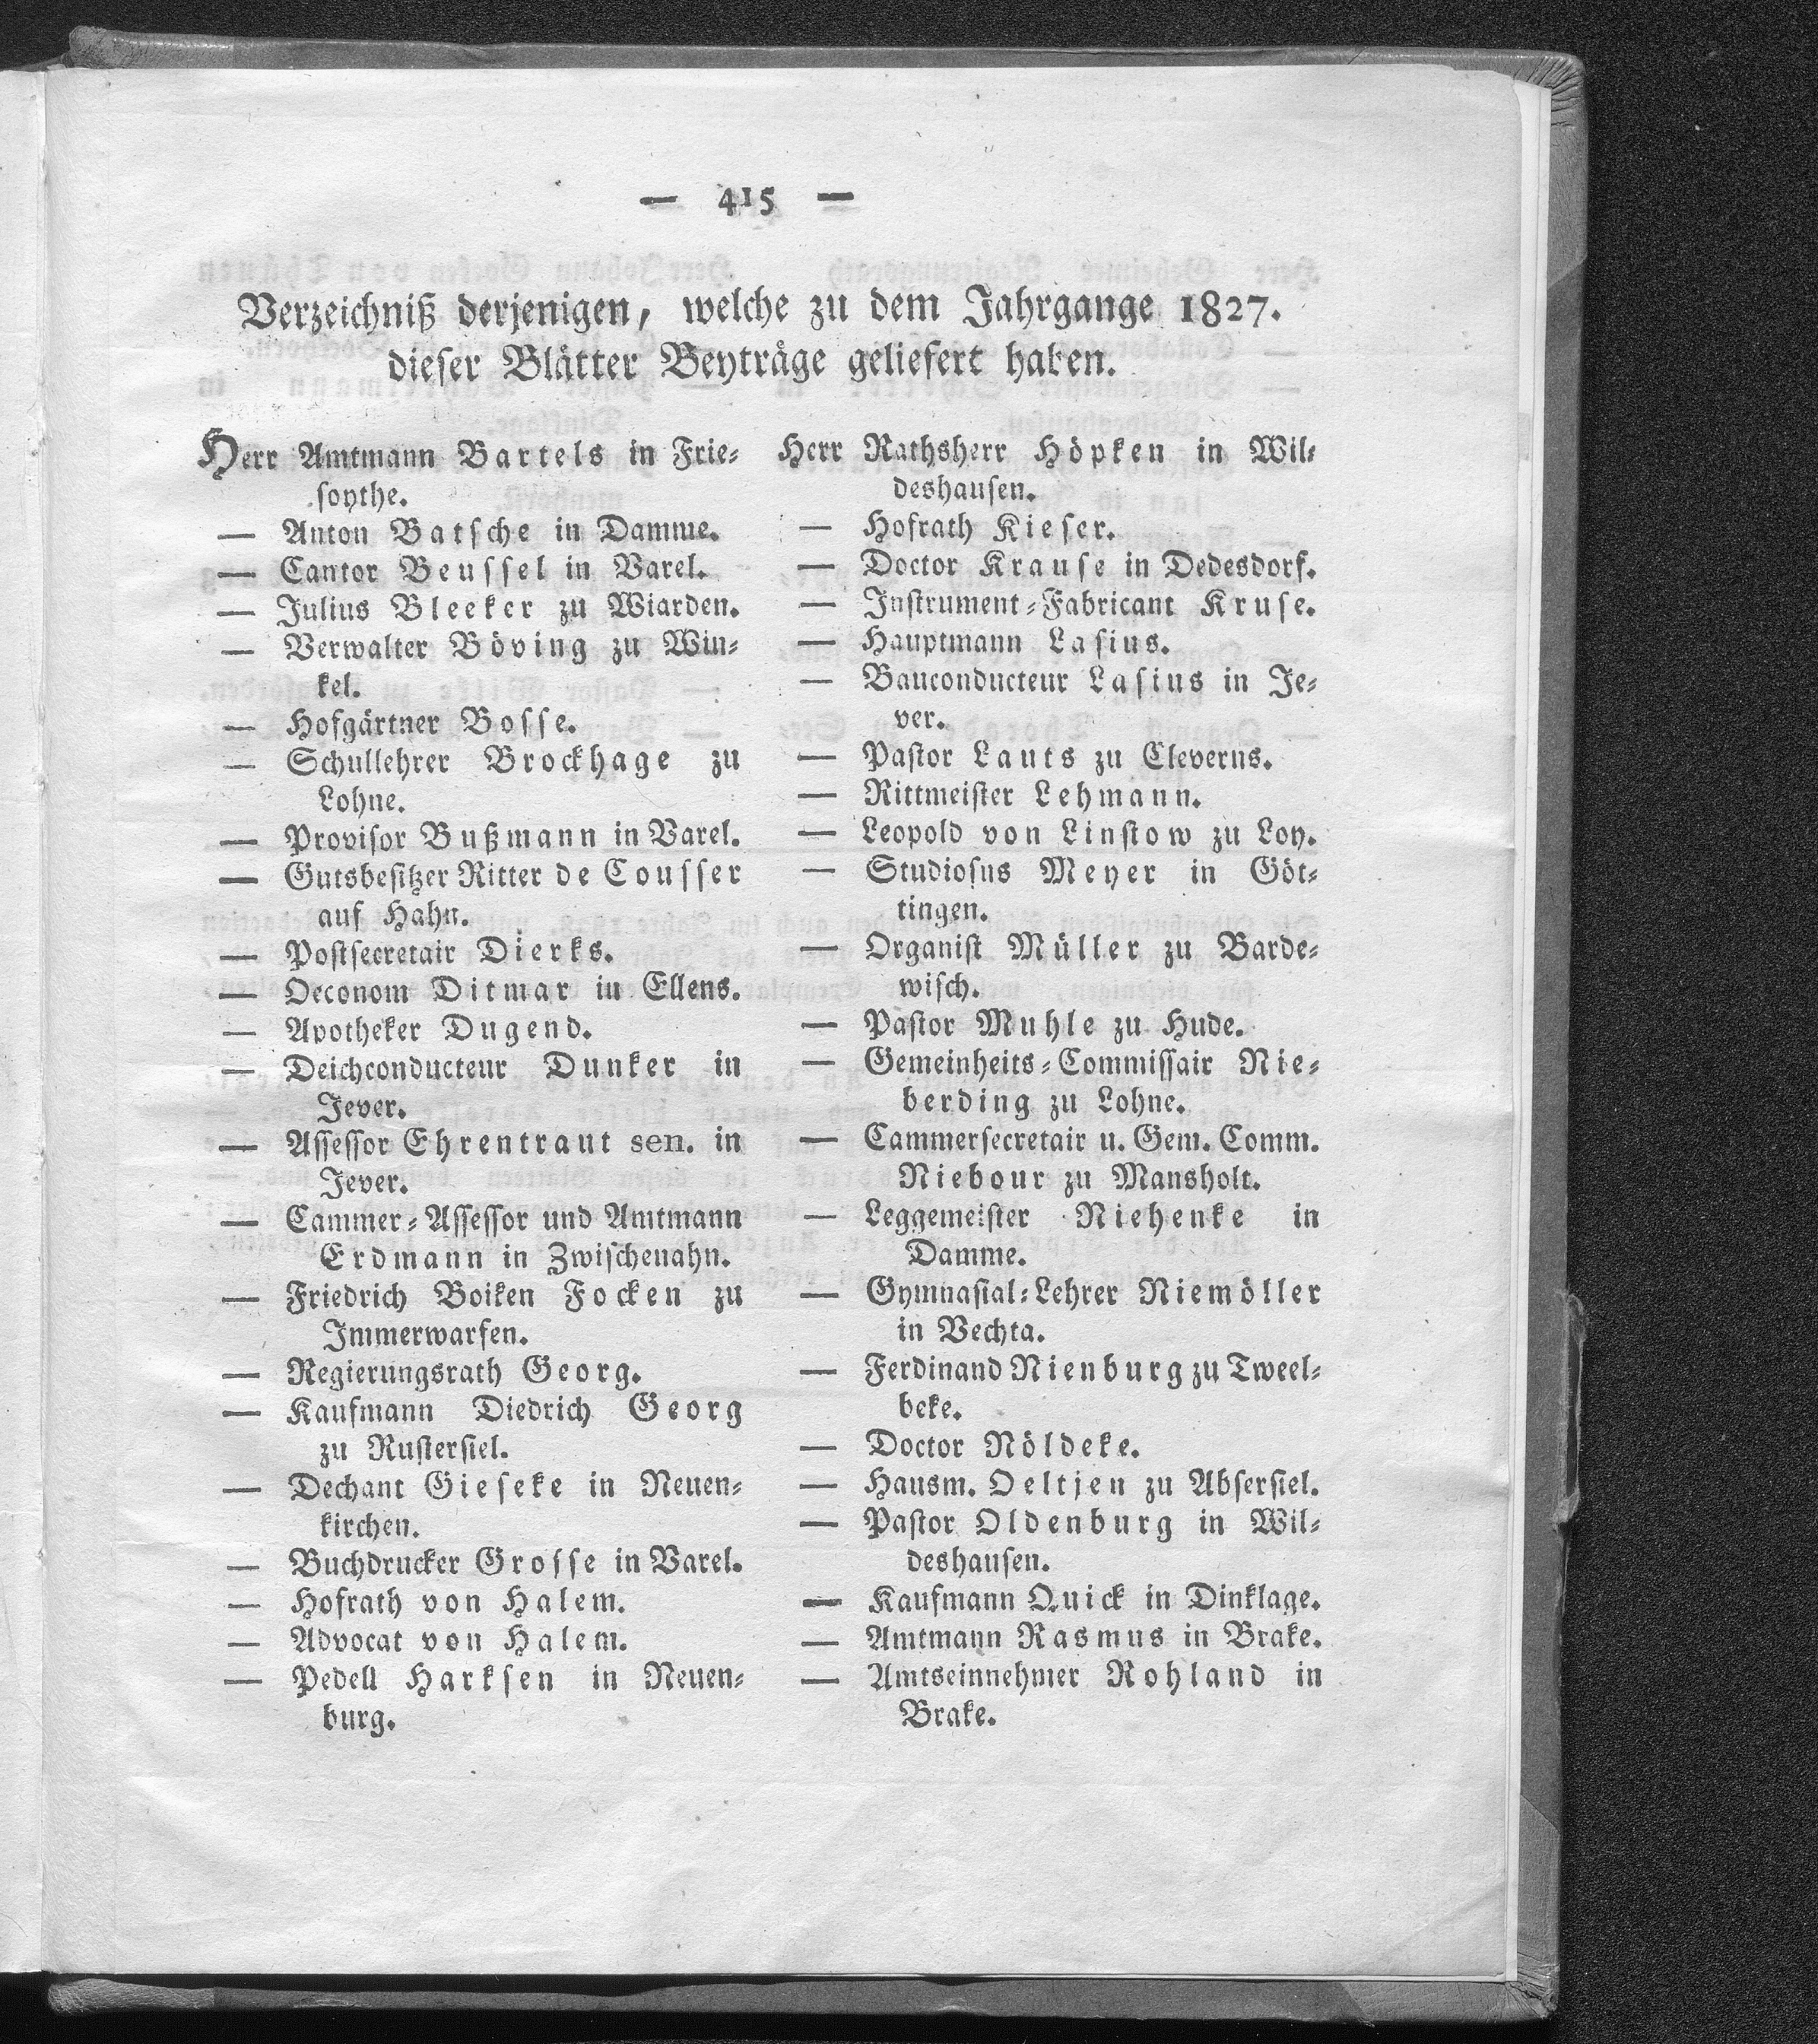 — 415 —
Verzeichniß derjenigen, welche zu dem Jahrgange 1827.
dieser Blätter Beyträge geliefert haben.
Herr Amtmann Bartels in Frie-
soythe.
— Anton Batsche in Damme.
— Cantor Beussel in Varel.
— Julius Bleeker zu Wiarden.
— Verwalter Böving zu Win-
kel.
— Hofgärtner Bosse.
— Schullehrer Brockhage zu
Lohne.
— Provisor Bußmann in Varel.
— Gutsbesitzer Ritter de Cousser
auf Hahn.
— Postsecretair Dierks.
— Oeconom Ditmar in Ellens.
— Apotheker Dugend.
— Deichconducteur Dunker in
Jever.
— Assessor Ehrentraut sen. in
Jever.
— Cammer-Assessor und Amtmann
Erdmann in Zwischenahn.
— Friedrich Boiken Focken zu
Immerwarfen.
— Regierungsrath Georg.
— Kaufmann Diedrich Georg
zu Rustersiel.
— Dechant Gieseke in Neuen-
kirchen.
— Buchdrucker Grosse in Varel.
— Hofrath von Halem.
— Advocat von Halem.
— Pedell Harksen in Neuen-
burg.
Herr Rathsherr Höpken in Wil-
deshausen.
— Hofrath Kieser.
— Doctor Krause in Dedesdorf.
— Instrument-Fabricant Kruse.
— Hauptmann Lasius.
— Bauconducteur Lasius in Je-
ver.
— Pastor Lauts zu Cleverns.
— Rittmeister Lehmann.
— Leopold von Linstow zu Loy.
— Studiosus Meyer in Göt-
tingen.
— Organist Müller zu Barde-
wisch.
— Pastor Muhle zu Hude.
— Gemeinheits-Commissair Nie-
berding zu Lohne.
— Cammersecretair u. Gem. Comm.
Niebour zu Mansholt.
— Leggemeister Niehenke in
Damme.
— Gymnasial-Lehrer Niemöller
in Vechta.
— Ferdinand Nienburg zu Tweel-
beke.
— Doctor Nöldeke.
— Hausm. Oeltjen zu Absersiel.
— Pastor Oldenburg in Wil-
deshausen.
— Kaufmann Quick in Dinklage.
— Amtmann Rasmus in Brake.
— Amtseinnehmer Rohland in
Brake.